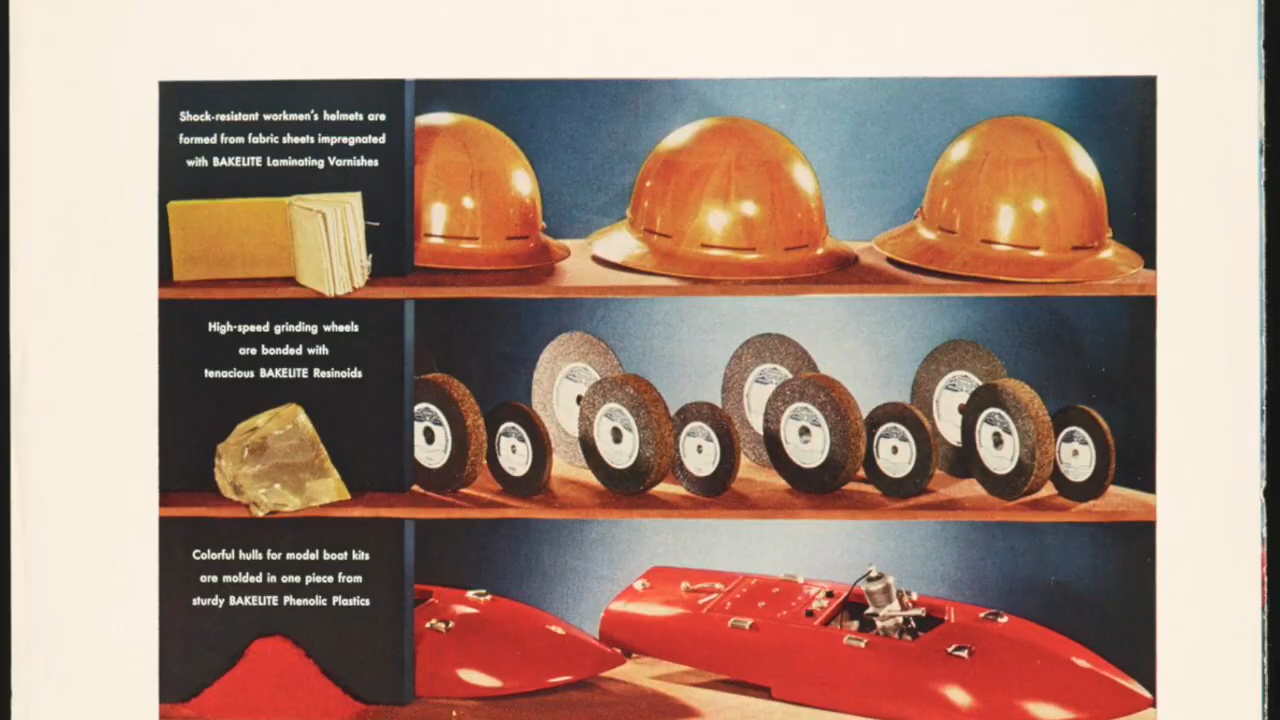 Shock-resistant workmen's helmets are
formed from fabric sheets impregnated
with BAKELITE Laminating Varnishes
High-speed grinding wheels
are bonded with
tenacious BAKELITE Resinoids
Colorful hulls for model boat kits
are molded in one piece from
sturdy BAKELITE Phenolic Plastics